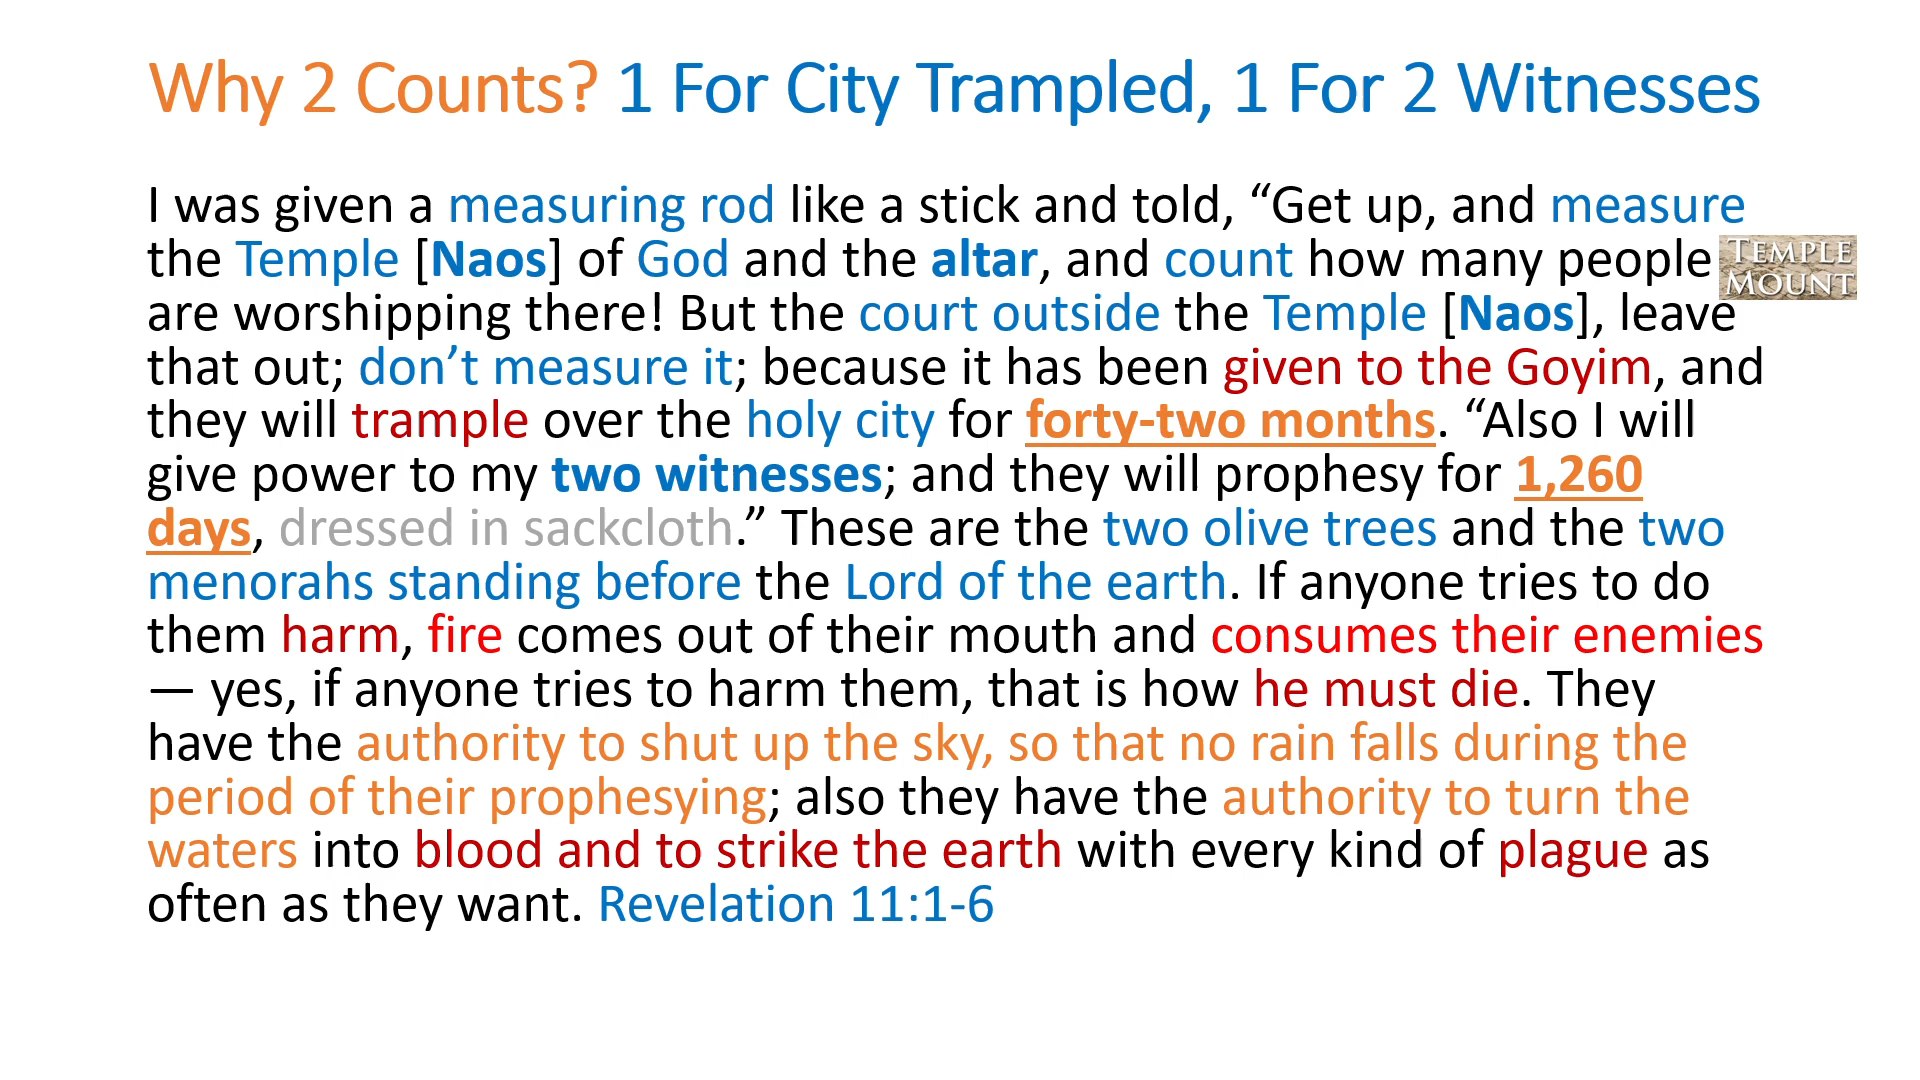 Why 2 Counts? 1 For City Trampled, 1 For 2 Witnesses
I was given a measuring rod like a stick and told, “Get up, and measure
the Temple [Naos] of God and the altar, and count how many people
TEMPLE
MOUNT
are worshipping there! But the court outside the Temple [Naos], leave
that out; don’t measure it; because it has been given to the Goyim, and
they will trample over the holy city for forty-two months. “Also I will
give power to my two witnesses; and they will prophesy for 1,260
days, dressed in sackcloth.” These are the two olive trees and the two
menorahs standing before the Lord of the earth. If anyone tries to do
them harm, fire comes out of their mouth and consumes their enemies
— yes, if anyone tries to harm them, that is how he must die. They
have the authority to shut up the sky, so that no rain falls during the
period of their prophesying; also they have the authority to turn the
waters into blood and to strike the earth with every kind of plague as
often as they want. Revelation 11:1-6